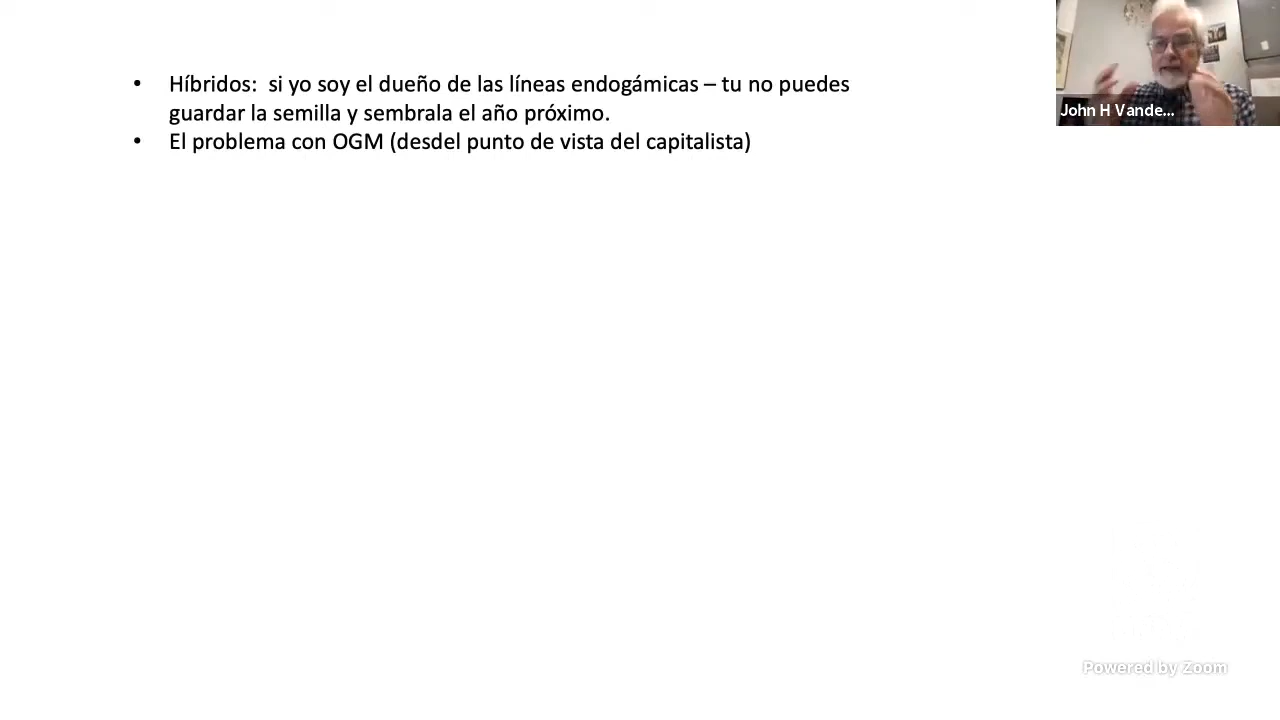 • Híbridos:  si yo soy el dueño de las líneas endogámicas – tu no puedes
guardar la semilla y sembrala el año próximo.
• El problema con OGM (desdel punto de vista del capitalista)
John H Vande...
Powered by Zoom